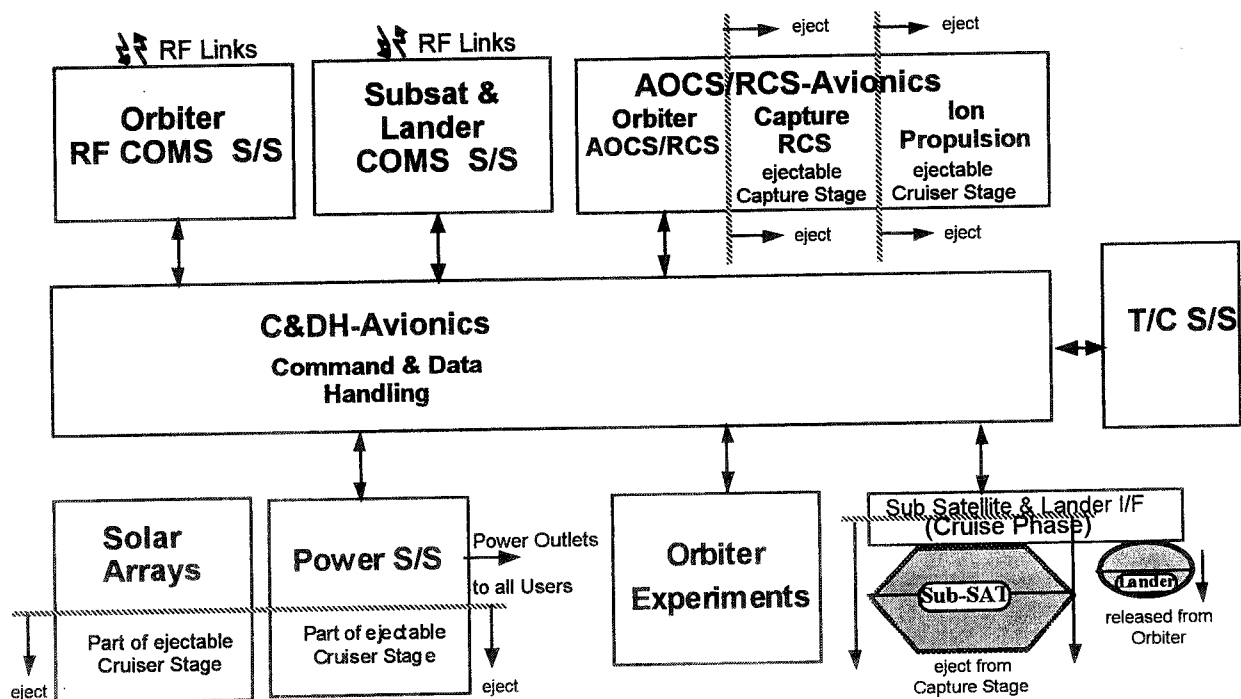 eject
eject
RF Links
RF Links
Orbiter
RF COMS S/S
Subsat &
Lander
COMS S/S
AOCS/RCS-Avionics
Orbiter
AOCS/RCS
Capture
RCS
ejectable
Capture Stage
Ion
Propulsion
ejectable
Cruiser Stage
eject
eject
C&DH-Avionics
Command & Data
Handling
T/C S/S
Solar
Arrays
Part of ejectable
Cruiser Stage
eject
Power S/S
Part of ejectable
Cruiser Stage
eject
Power Outlets
to all Users
Orbiter
Experiments
Sub Satellite & Lander I/F
(Cruise Phase)
Sub-SAT
Lander
released from
Orbiter
eject from
Capture Stage